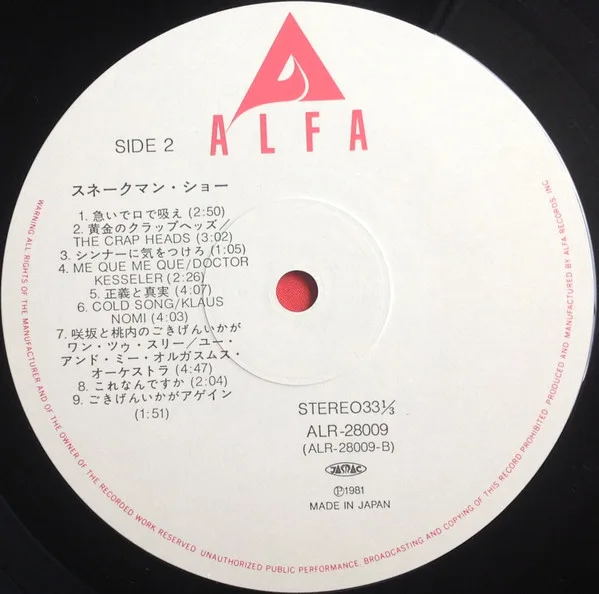 ALFA
SIDE 2
スネークマン・ショー
1. 急いで口で吸え (2:50)
2. 黄金のクラップヘッズ/
THE CRAP HEADS (3:02)
3. シンナーに気をつけろ (1:05)
4. ME QUE ME QUE/DOCTOR
KESSELER (2:26)
5. 正義と真実 (4:07)
6. COLD SONG/KLAUS
NOMI (4:03)
7. 咲坂と桃内のごきげんいかが
ワン・ツゥ・スリー/ユー・
アンド・ミー・オルガスムス・
オーケストラ (4:47)
8. これなんですか (2:04)
9. ごきげんいかがアゲイン
(1:51)
STEREO33⅓
ALR-28009
(ALR-28009-B)
JASRAC
Ⓟ1981
MADE IN JAPAN
WARNING: ALL RIGHTS OF THE MANUFACTURER AND OF THE OWNER OF THE RECORDED WORK RESERVED. UNAUTHORIZED PUBLIC PERFORMANCE, BROADCASTING AND COPYING OF THIS RECORD PROHIBITED. PRODUCED AND MANUFACTURED BY ALFA RECORDS, INC.